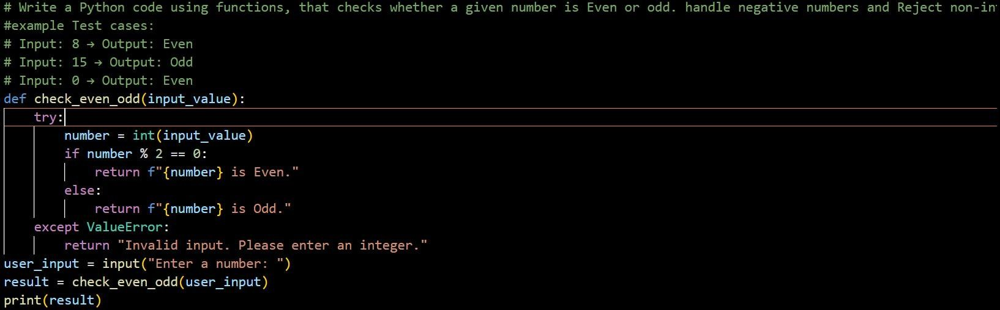 # Write a Python code using functions, that checks whether a given number is Even or odd. handle negative numbers and Reject
#example Test cases:
# Input: 8 → Output: Even
# Input: 15 → Output: Odd
# Input: 0 → Output: Even
def check_even_odd(input_value):
    try:
        number = int(input_value)
        if number % 2 == 0:
            return f"{number} is Even."
        else:
            return f"{number} is Odd."
    except ValueError:
        return "Invalid input. Please enter an integer."
user_input = input("Enter a number: ")
result = check_even_odd(user_input)
print(result)